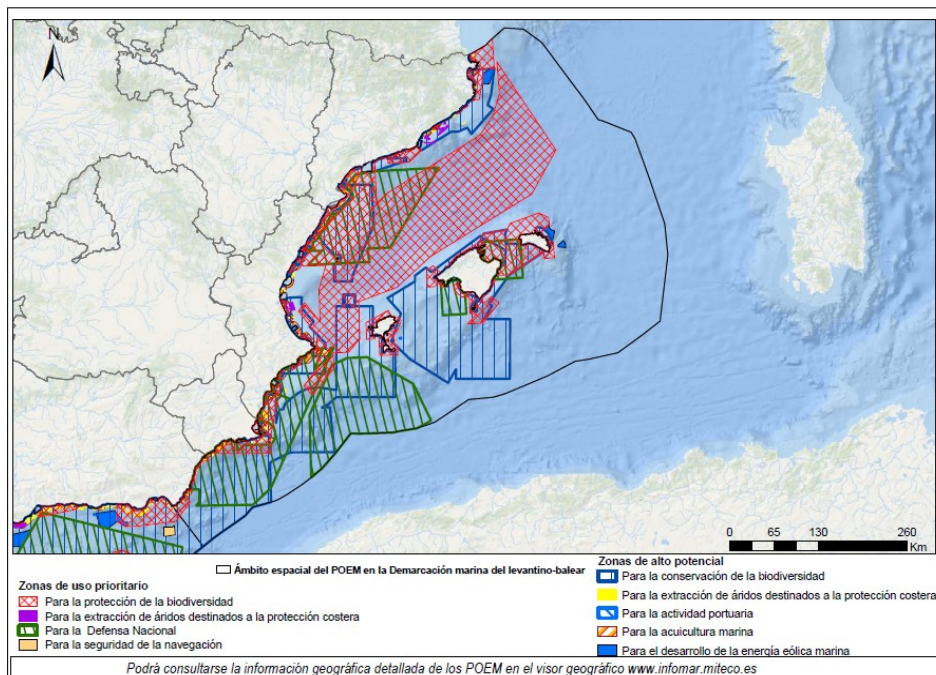 N
0 65 130 260
Km
Ámbito espacial del POEM en la Demarcación marina del levantino-balear
Zonas de uso prioritario
Para la protección de la biodiversidad
Para la extracción de áridos destinados a la protección costera
Para la Defensa Nacional
Para la seguridad de la navegación
Zonas de alto potencial
Para la conservación de la biodiversidad
Para la extracción de áridos destinados a la protección costera
Para la actividad portuaria
Para la acuicultura marina
Para el desarrollo de la energía eólica marina
Podrá consultarse la información geográfica detallada de los POEM en el visor geográfico www.infomar.miteco.es